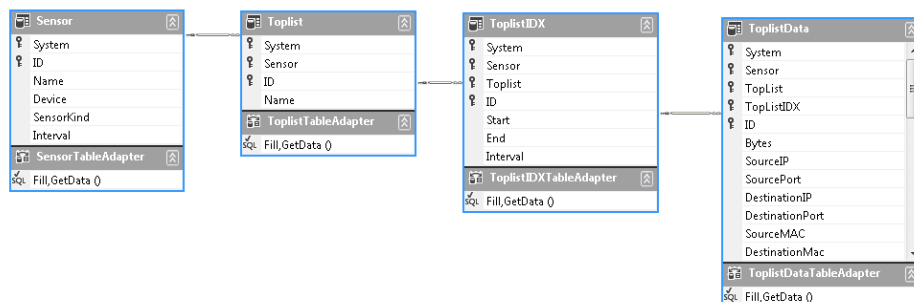 Sensor
System
ID
Name
Device
SensorKind
Interval
SensorTableAdapter
SQL Fill,GetData ()
Toplist
System
Sensor
ID
Name
ToplistTableAdapter
SQL Fill,GetData ()
ToplistIDX
System
Sensor
Toplist
ID
Start
End
Interval
ToplistIDXTableAdapter
SQL Fill,GetData ()
ToplistData
System
Sensor
TopList
TopListIDX
ID
Bytes
SourceIP
SourcePort
DestinationIP
DestinationPort
SourceMAC
DestinationMac
ToplistDataTableAdapter
SQL Fill,GetData ()